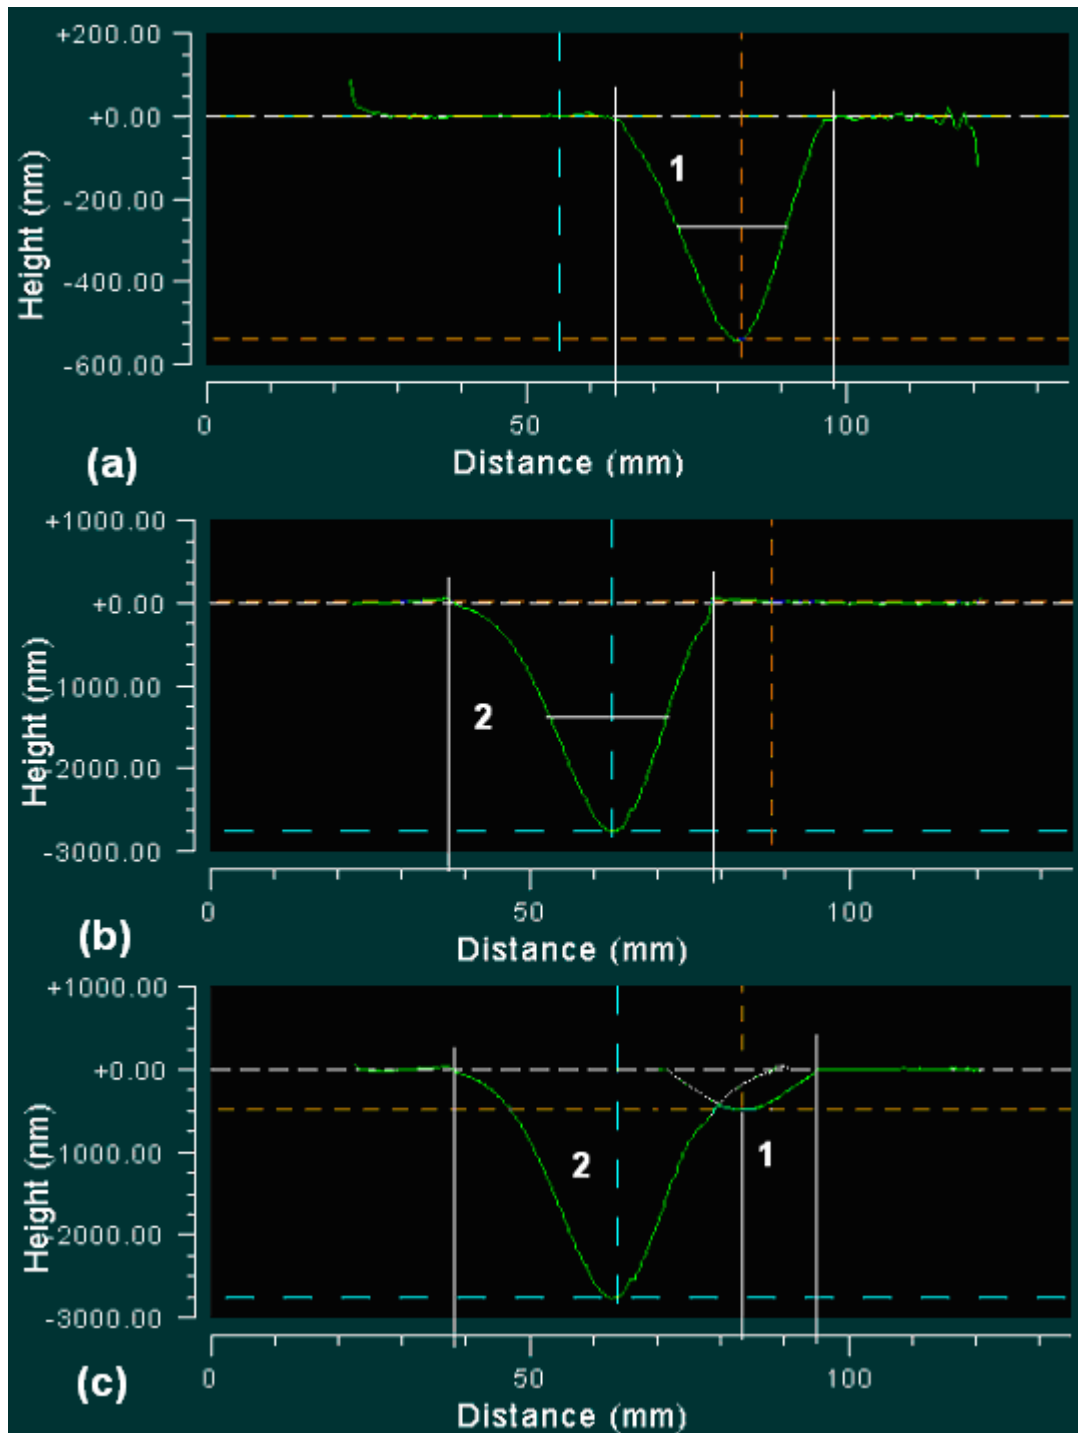 +200.00
+0.00
-200.00
-400.00
-600.00
Height (nm)
1
0 50 100
Distance (mm)
(a)
+1000.00
+0.00
1000.00
-2000.00
-3000.00
Height (nm)
2
0 50 100
Distance (mm)
(b)
+1000.00
+0.00
1000.00
-2000.00
-3000.00
Height (nm)
2 1
0 50 100
Distance (mm)
(c)